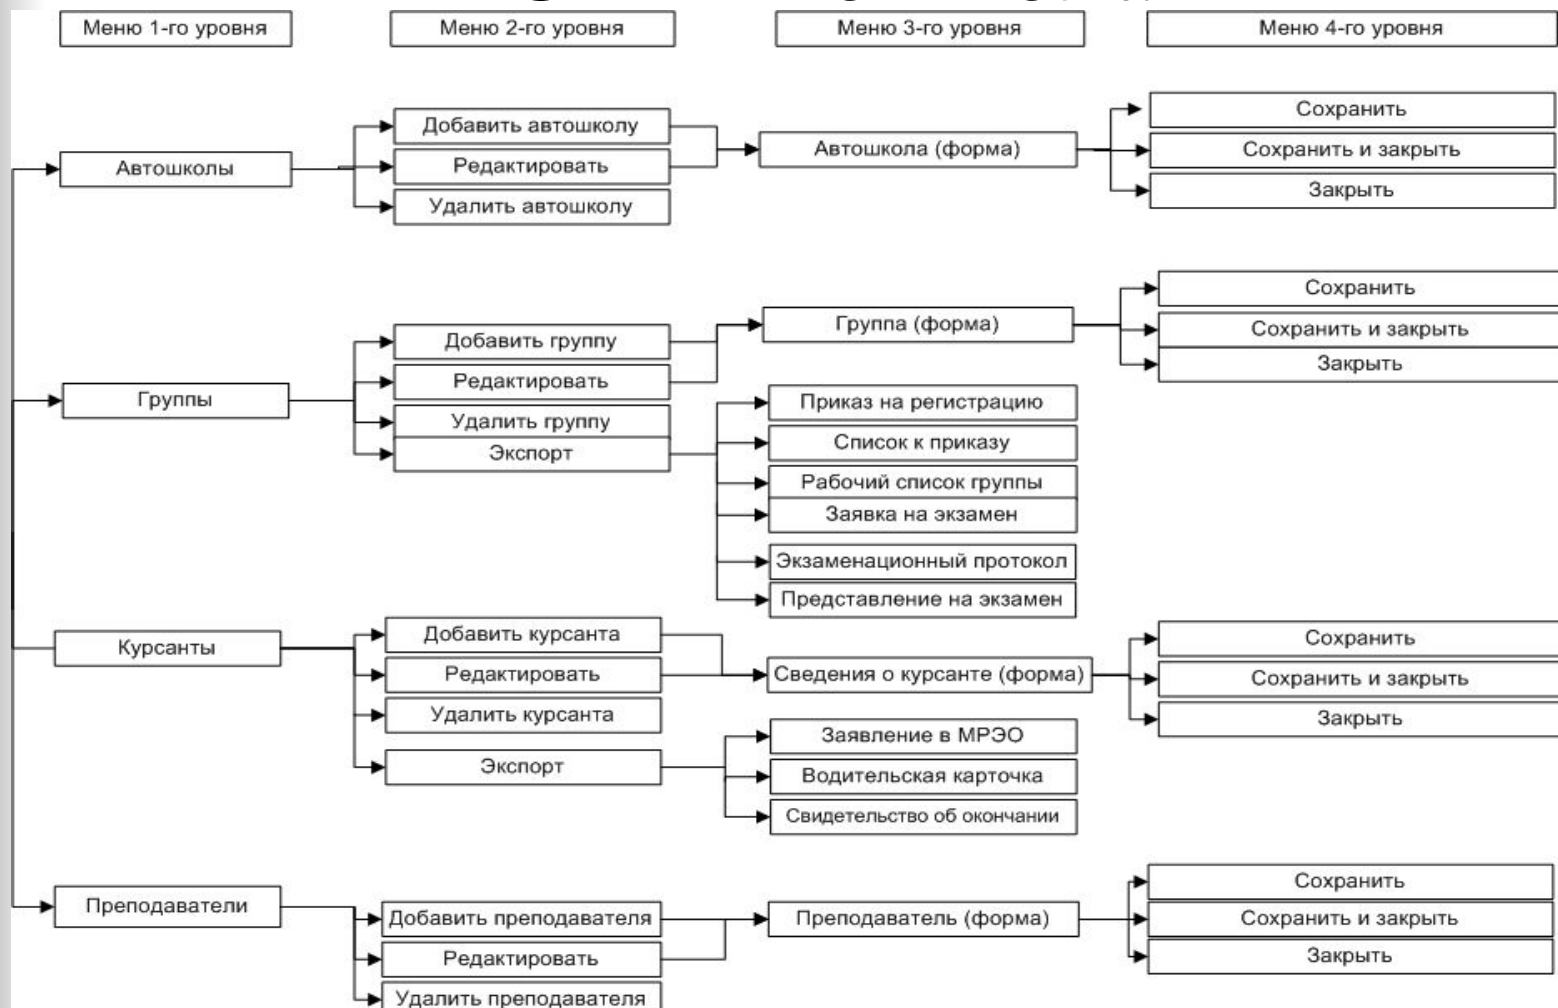 Меню 1-го уровня
Меню 2-го уровня
Меню 3-го уровня
Меню 4-го уровня
Автошколы
Добавить автошколу
Редактировать
Удалить автошколу
Автошкола (форма)
Сохранить
Сохранить и закрыть
Закрыть
Группы
Добавить группу
Редактировать
Удалить группу
Экспорт
Группа (форма)
Приказ на регистрацию
Список к приказу
Рабочий список группы
Заявка на экзамен
Экзаменационный протокол
Представление на экзамен
Сохранить
Сохранить и закрыть
Закрыть
Курсанты
Добавить курсанта
Редактировать
Удалить курсанта
Экспорт
Сведения о курсанте (форма)
Заявление в МРЭО
Водительская карточка
Свидетельство об окончании
Сохранить
Сохранить и закрыть
Закрыть
Преподаватели
Добавить преподавателя
Редактировать
Удалить преподавателя
Преподаватель (форма)
Сохранить
Сохранить и закрыть
Закрыть